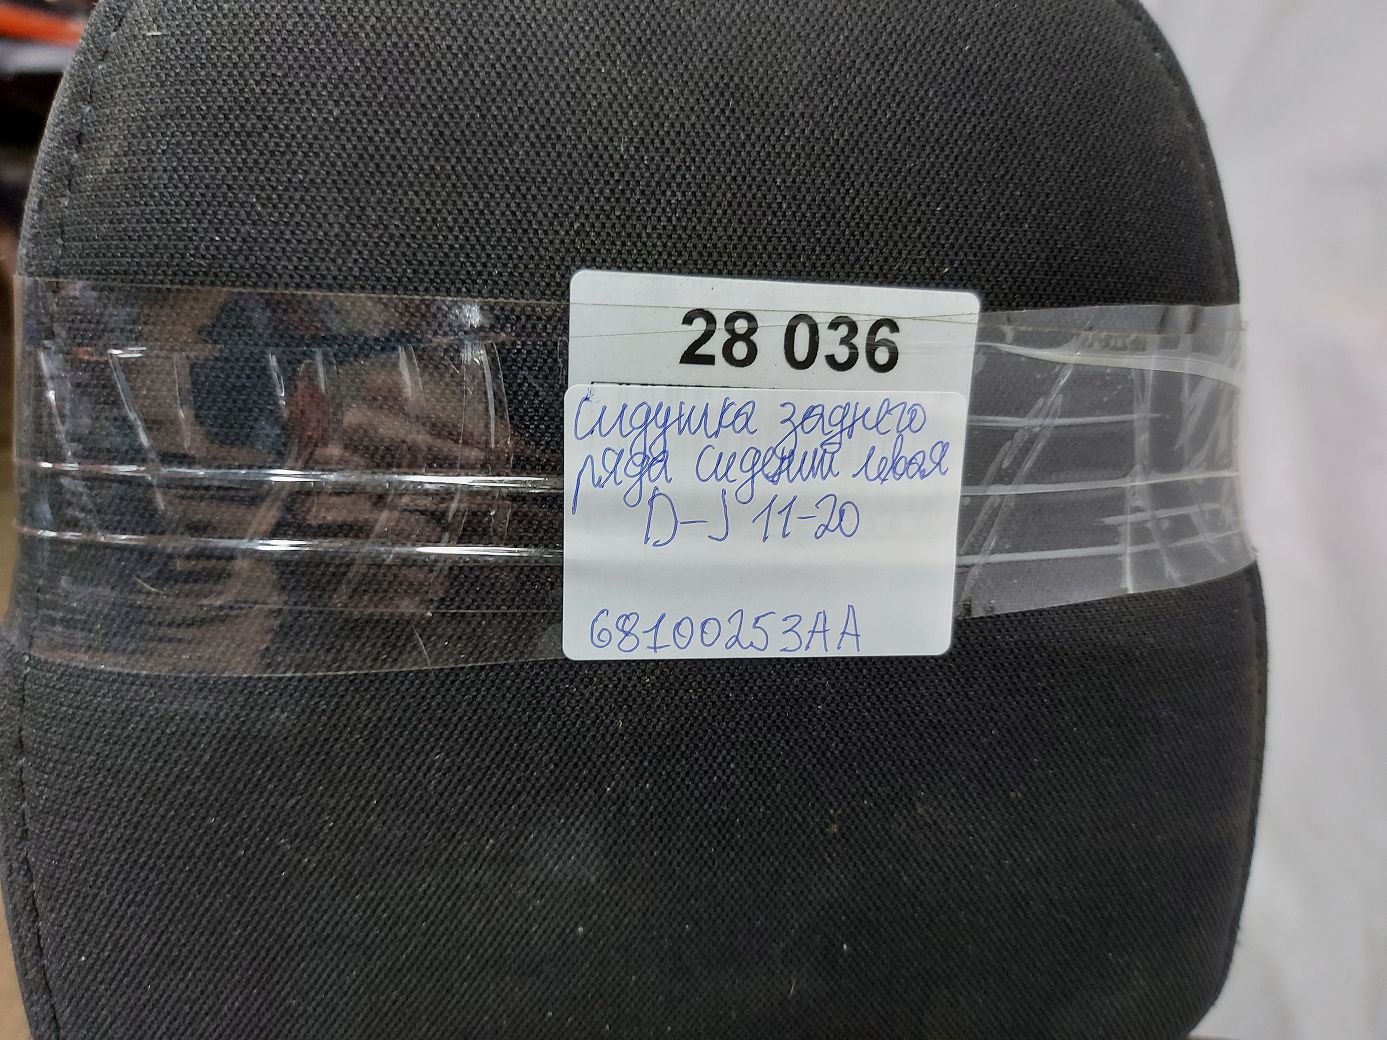 28 036
Сидушка заднего
ряда сидений левая
D-J 11-20
68100253AA